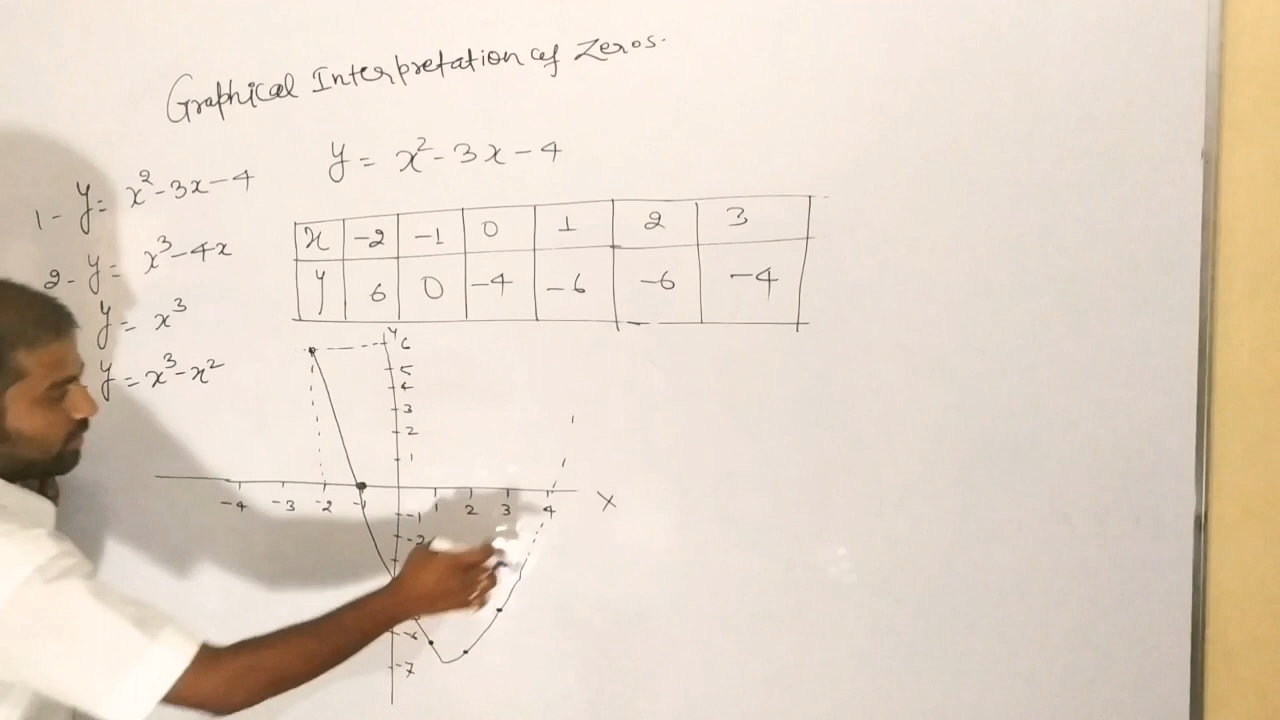 Graphical Interpretation of Zeros.
y = x² - 3x - 4
1 - y = x² - 3x - 4
2 - y = x³ - 4x
y = x³
y = x³ - x²
x -2 -1 0 1 2 3
y 6 0 -4 -6 -6 -4
y
6
5
4
3
2
1
-4 -3 -2 -1 1 2 3 4 X
-1
-2
-6
-7